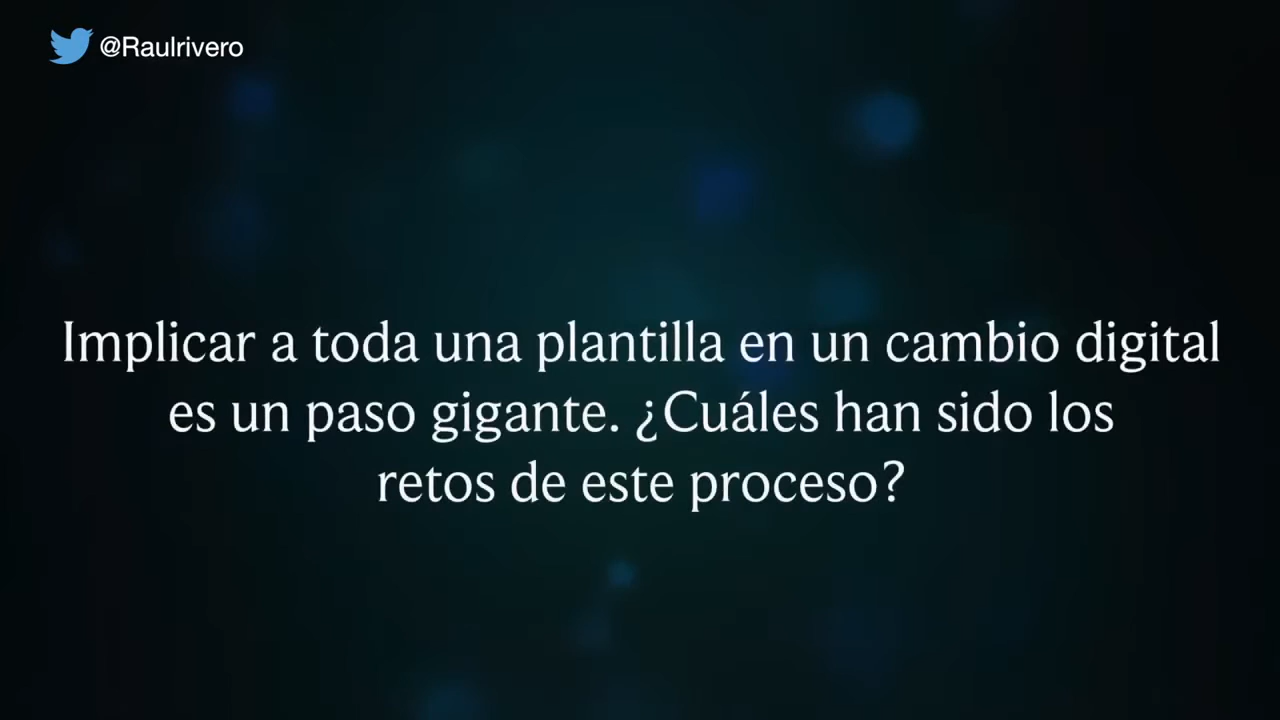 @Raulrivero
Implicar a toda una plantilla en un cambio digital
es un paso gigante. ¿Cuáles han sido los
retos de este proceso?